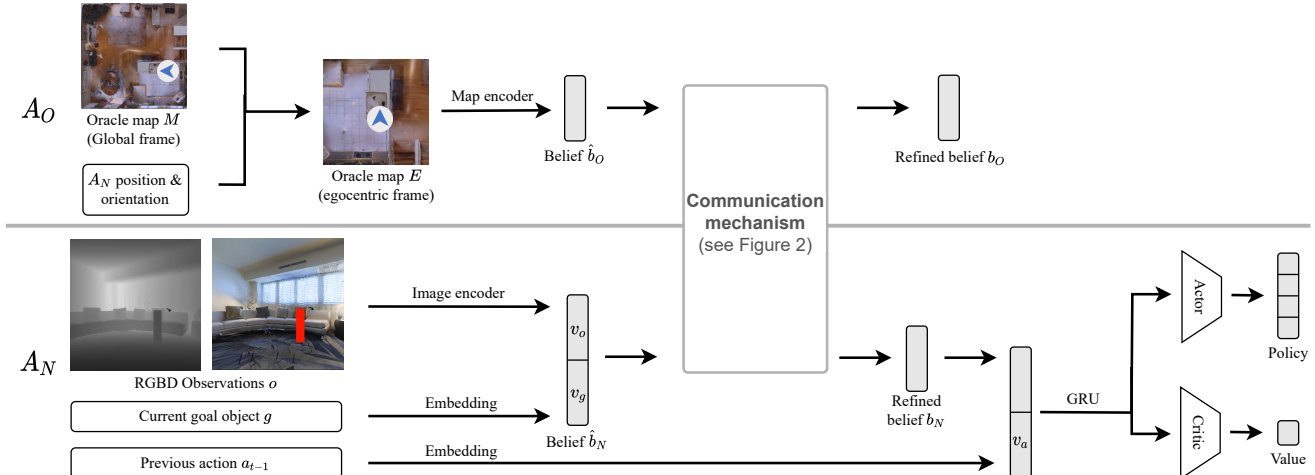 A_O
Oracle map M
(Global frame)
A_N position &
orientation
Oracle map E
(egocentric frame)
Map encoder
Belief b̂_O
Refined belief b_O
Communication
mechanism
(see Figure 2)
A_N
RGBD Observations o
Current goal object g
Previous action a_{t−1}
Image encoder
Embedding
Embedding
v_o
v_g
Belief b̂_N
Refined
belief b_N
v_a
GRU
Actor
Policy
Critic
Value